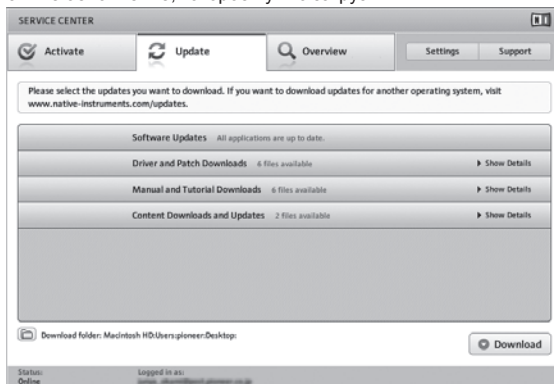 SERVICE CENTER
Activate
Update
Overview
Settings
Support
Please select the updates you want to download. If you want to download updates for another operating system, visit
www.native-instruments.com/updates.
Software Updates All applications are up to date.
Driver and Patch Downloads 6 files available Show Details
Manual and Tutorial Downloads 6 files available Show Details
Content Downloads and Updates 2 files available Show Details
Download folder: Macintosh HD:Users:pioneer:Desktop:
Download
Status: Logged in as:
Online